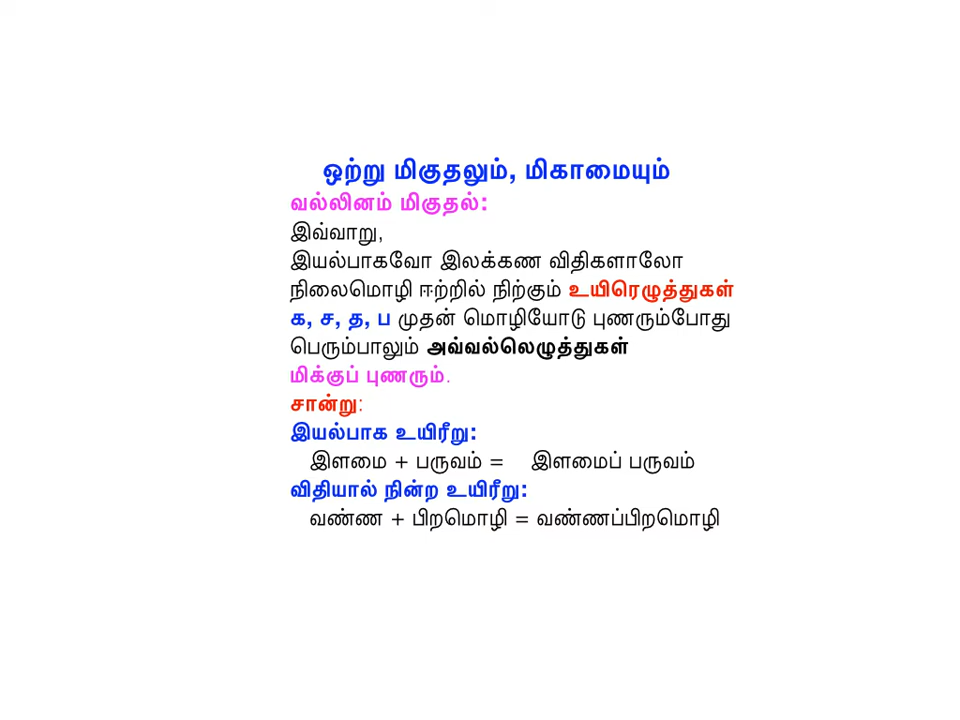 ஒற்று மிகுதலும், மிகாமையும்
வல்லினம் மிகுதல்:
இவ்வாறு,
இயல்பாகவோ இலக்கண விதிகளாலோ
நிலைமொழி ஈற்றில் நிற்கும் உயிரெழுத்துகள்
க, ச, த, ப முதன் மொழியோடு புணரும்போது
பெரும்பாலும் அவ்வல்லெழுத்துகள்
மிக்குப் புணரும்.
சான்று:
இயல்பாக உயிரீறு:
இளமை + பருவம் = இளமைப் பருவம்
விதியால் நின்ற உயிரீறு:
வண்ண + பிறமொழி = வண்ணப்பிறமொழி